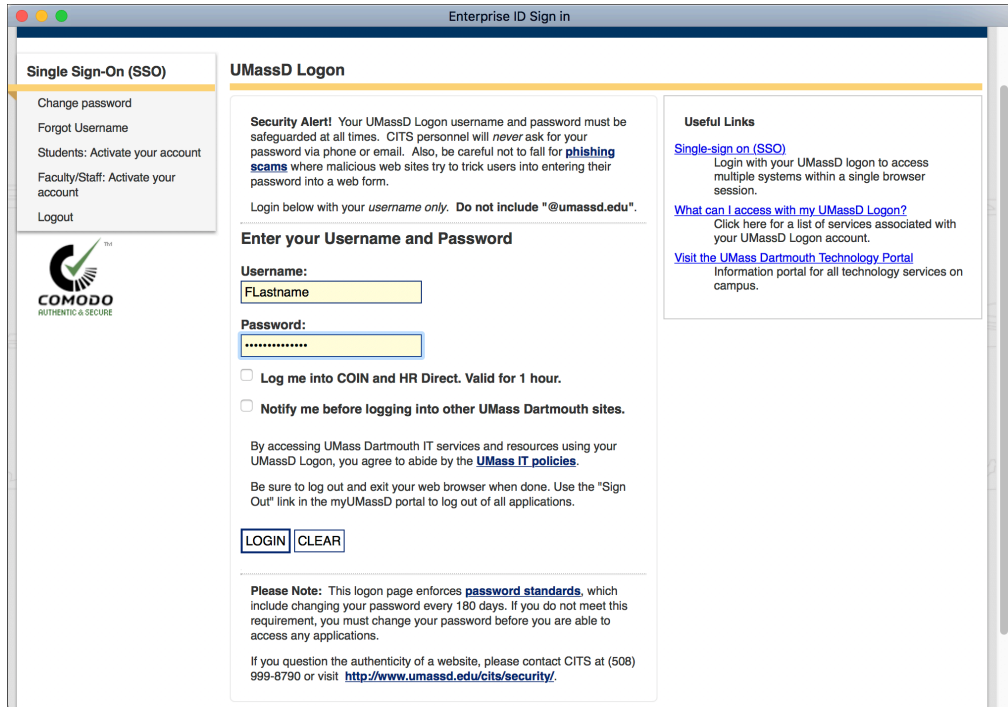 Enterprise ID Sign in
Single Sign-On (SSO)
Change password
Forgot Username
Students: Activate your account
Faculty/Staff: Activate your
account
Logout
TM
COMODO
AUTHENTIC & SECURE
UMassD Logon
Security Alert! Your UMassD Logon username and password must be
safeguarded at all times. CITS personnel will never ask for your
password via phone or email. Also, be careful not to fall for phishing
scams where malicious web sites try to trick users into entering their
password into a web form.
Login below with your username only. Do not include "@umassd.edu".
Enter your Username and Password
Username:
FLastname
Password:
••••••••••••••
Log me into COIN and HR Direct. Valid for 1 hour.
Notify me before logging into other UMass Dartmouth sites.
By accessing UMass Dartmouth IT services and resources using your
UMassD Logon, you agree to abide by the UMass IT policies.
Be sure to log out and exit your web browser when done. Use the "Sign
Out" link in the myUMassD portal to log out of all applications.
LOGIN CLEAR
Please Note: This logon page enforces password standards, which
include changing your password every 180 days. If you do not meet this
requirement, you must change your password before you are able to
access any applications.
If you question the authenticity of a website, please contact CITS at (508)
999-8790 or visit http://www.umassd.edu/cits/security/.
Useful Links
Single-sign on (SSO)
Login with your UMassD logon to access
multiple systems within a single browser
session.
What can I access with my UMassD Logon?
Click here for a list of services associated with
your UMassD Logon account.
Visit the UMass Dartmouth Technology Portal
Information portal for all technology services on
campus.